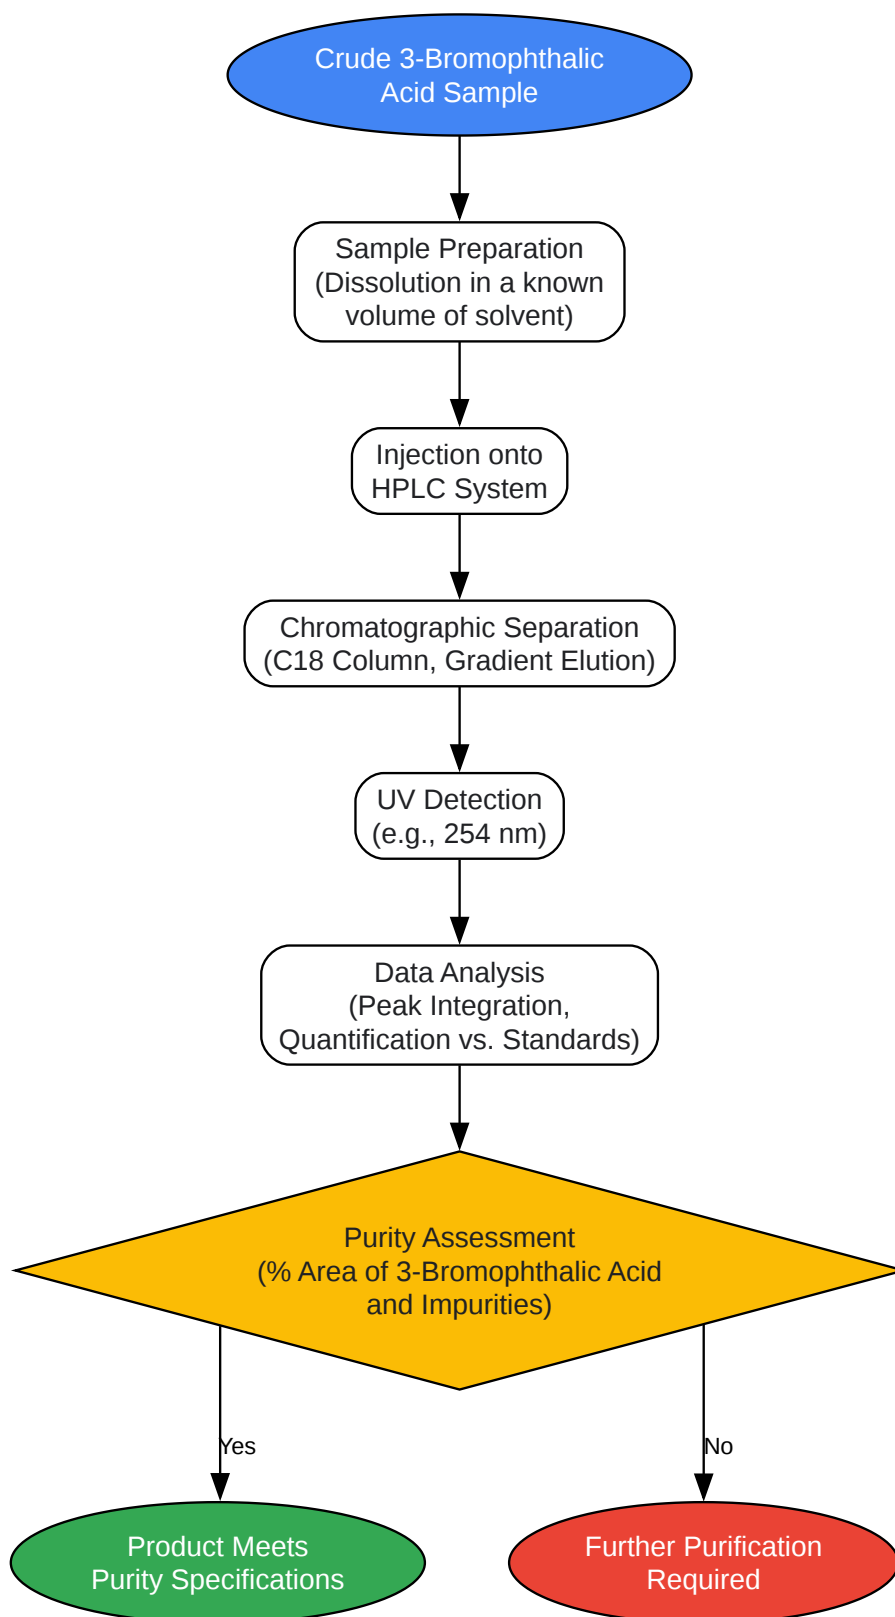 Crude 3-Bromophthalic
Acid Sample
Sample Preparation
(Dissolution in a known
volume of solvent)
Injection onto
HPLC System
Chromatographic Separation
(C18 Column, Gradient Elution)
UV Detection
(e.g., 254 nm)
Data Analysis
(Peak Integration,
Quantification vs. Standards)
Purity Assessment
(% Area of 3-Bromophthalic Acid
and Impurities)
Yes
No
Product Meets
Purity Specifications
Further Purification
Required